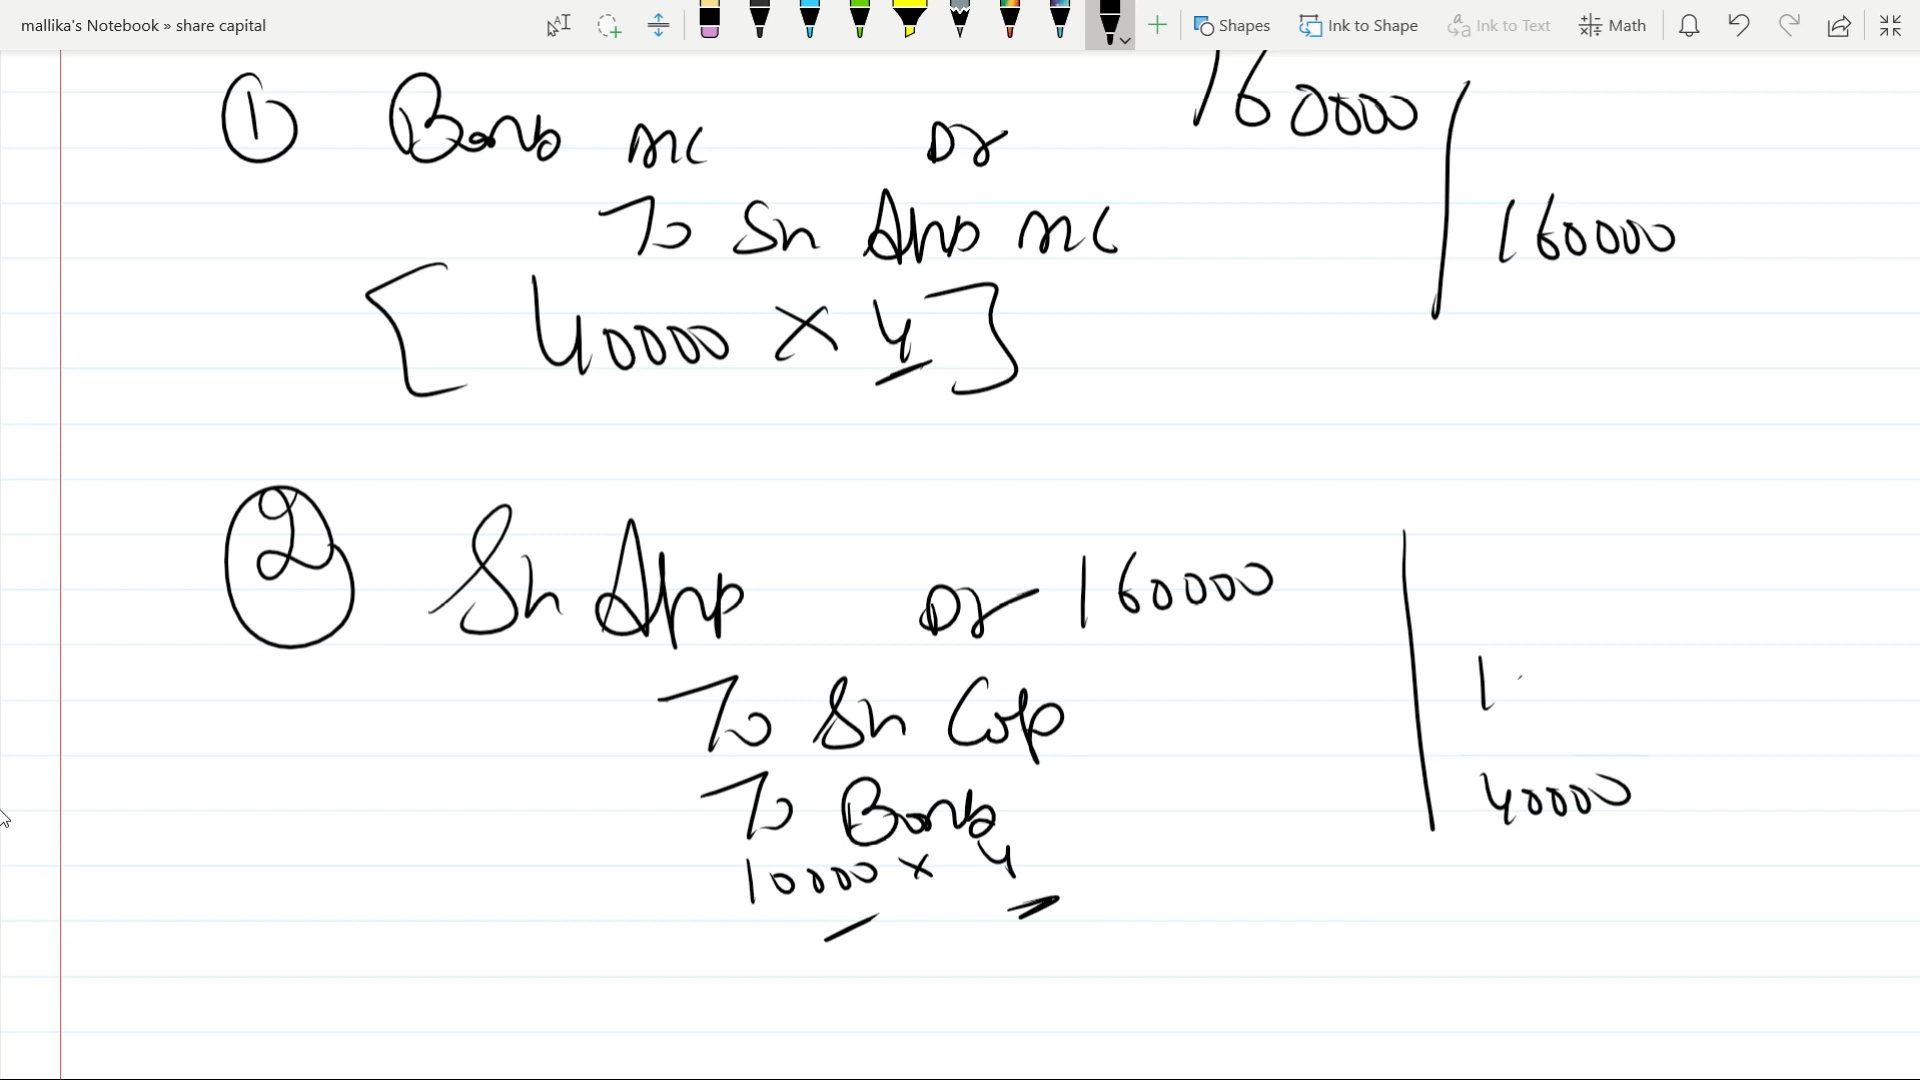 mallika's Notebook » share capital Shapes Ink to Shape Ink to Text Math
① Bank A/C Dr 160000
To Sh App A/C 160000
[ 40000 × 4 ]
② Sh App Dr 160000
To Sh Cap 1
To Bank 40000
10000 × 4